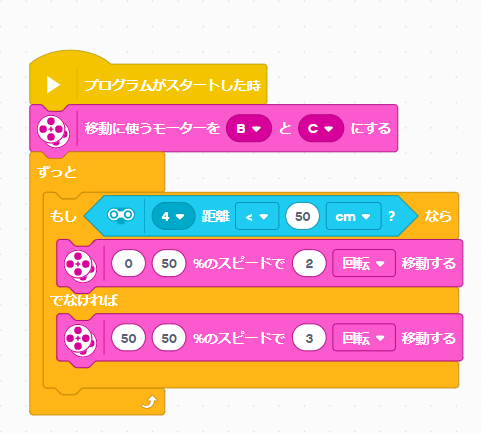 プログラムがスタートした時
移動に使うモーターを B と C にする
ずっと
もし 4 距離 < 50 cm ? なら
0 50 %のスピードで 2 回転 移動する
でなければ
50 50 %のスピードで 3 回転 移動する